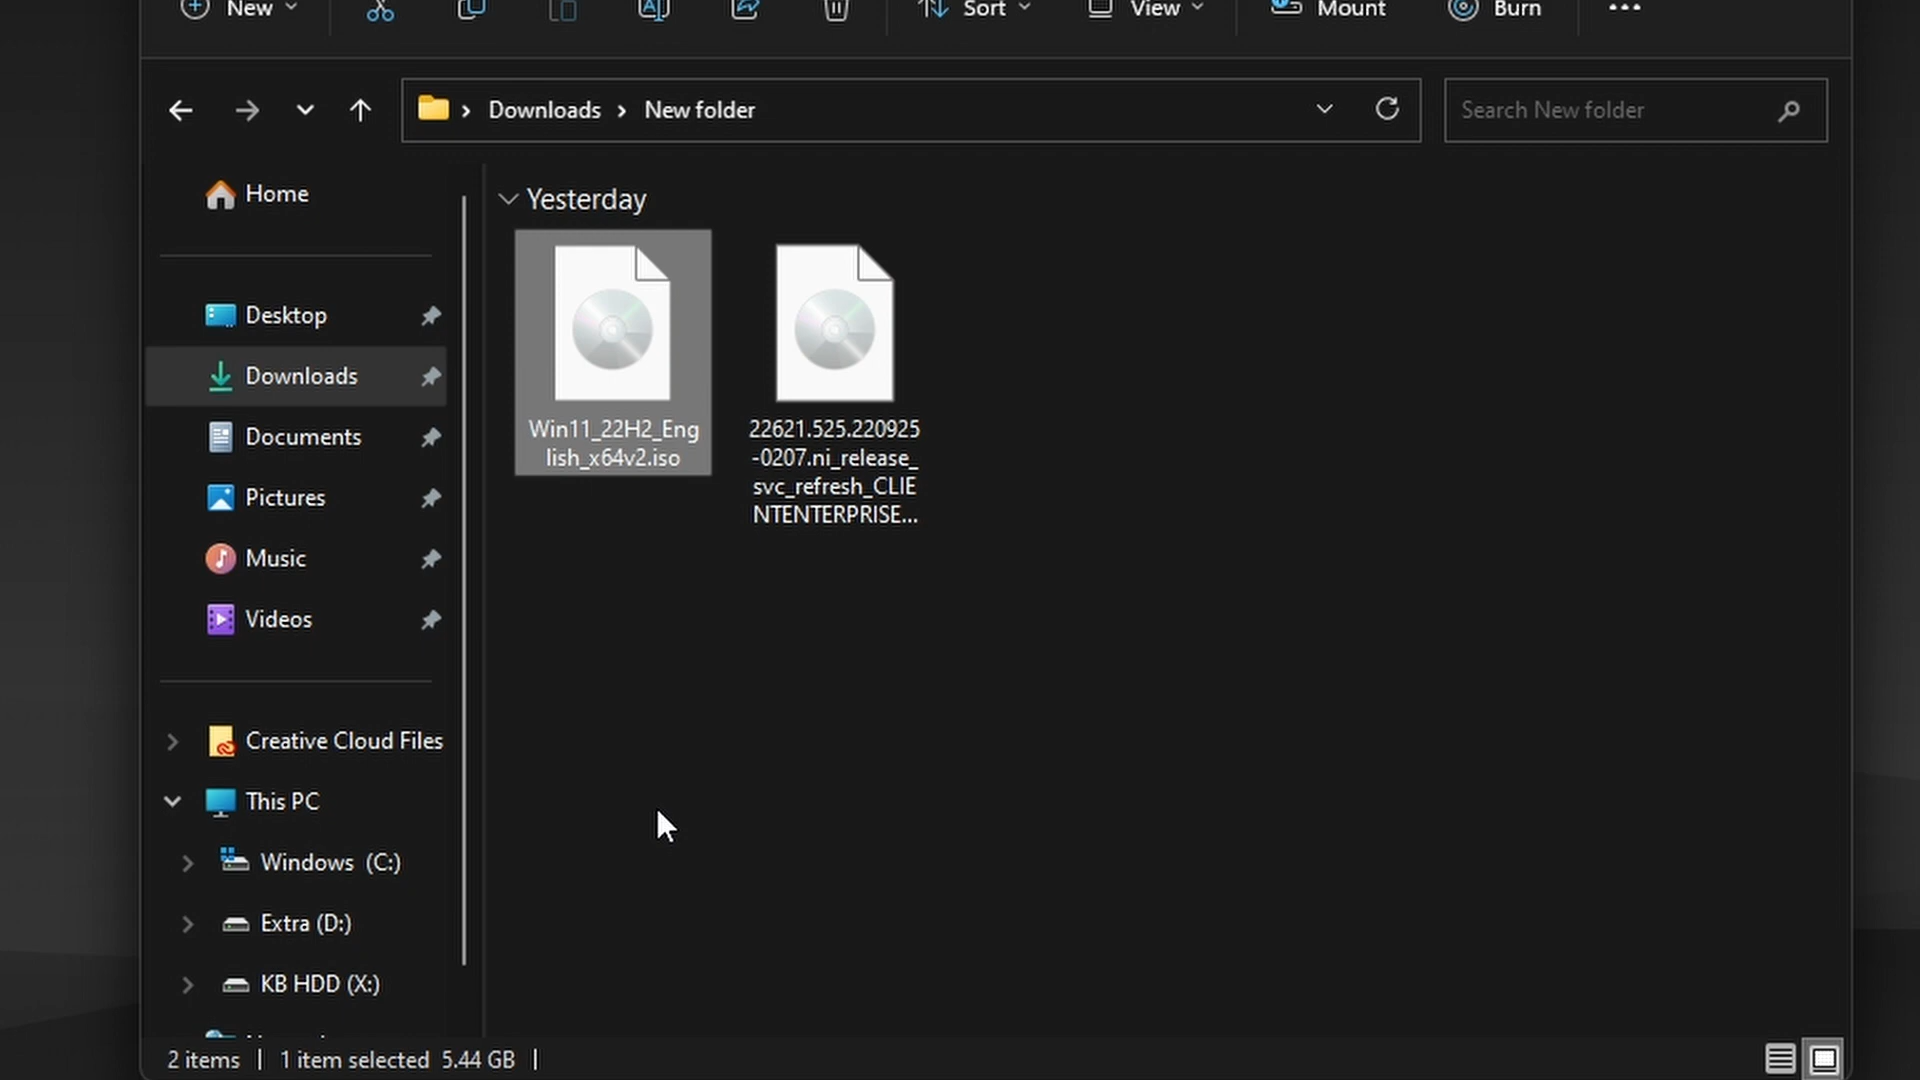 New
Sort
View
Mount
Burn
Downloads
New folder
Search New folder
Home
Desktop
Downloads
Documents
Pictures
Music
Videos
Creative Cloud Files
This PC
Windows (C:)
Extra (D:)
KB HDD (X:)
Yesterday
Win11_22H2_Eng
lish_x64v2.iso
22621.525.220925
-0207.ni_release_
svc_refresh_CLIE
NTENTERPRISE...
2 items
1 item selected 5.44 GB